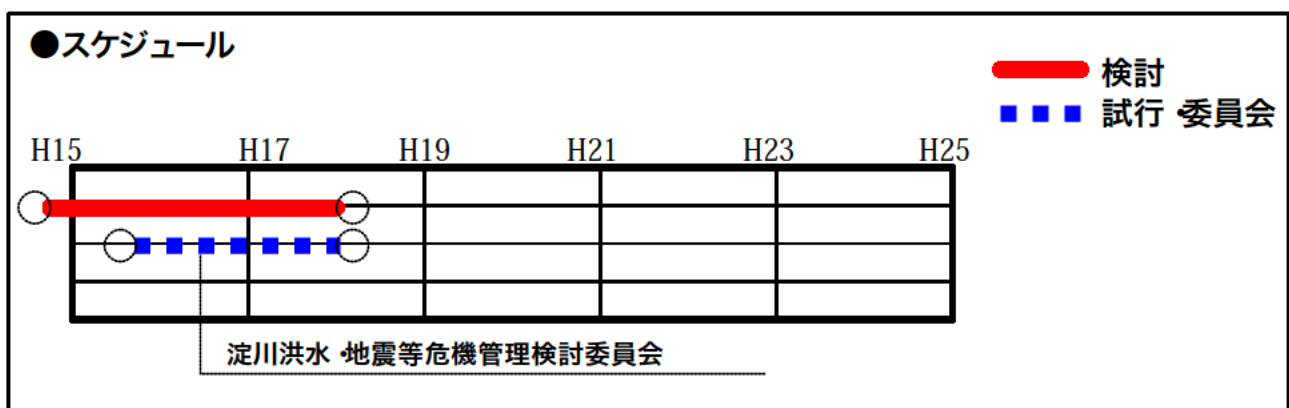 ●スケジュール
検討
試行・委員会
H15 H17 H19 H21 H23 H25
淀川洪水・地震等危機管理検討委員会